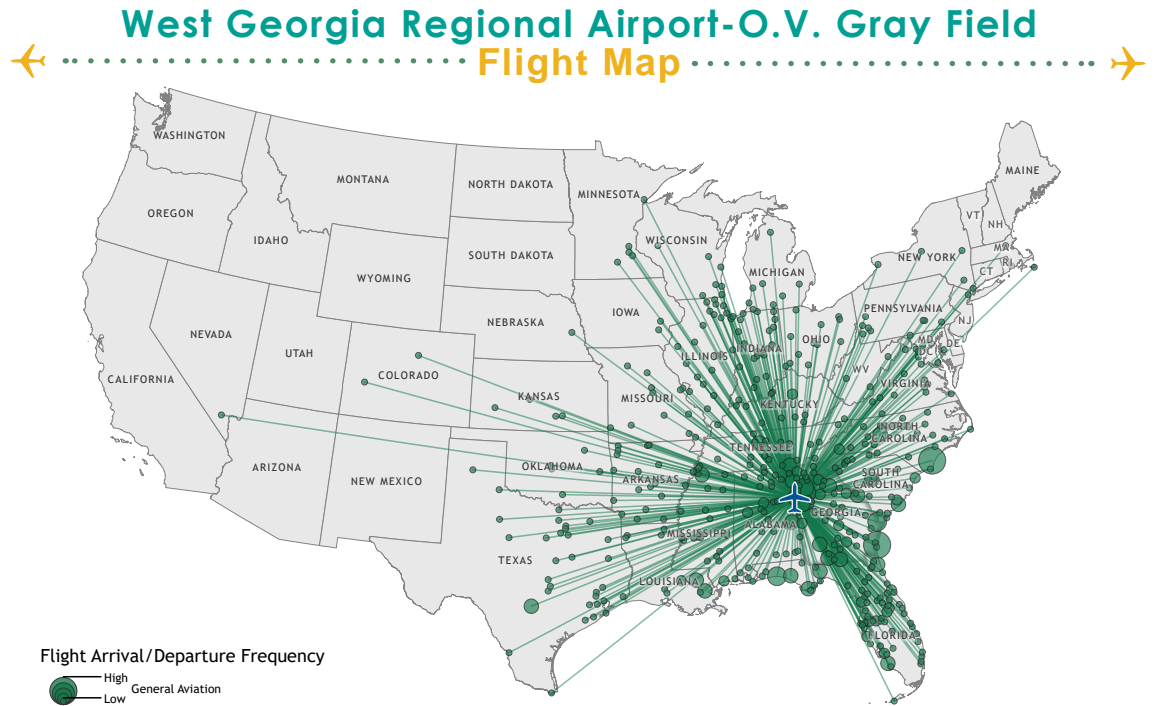 West Georgia Regional Airport-O.V. Gray Field
Flight Map
WASHINGTON
MONTANA
NORTH DAKOTA
MINNESOTA
MAINE
OREGON
IDAHO
SOUTH DAKOTA
WISCONSIN
MICHIGAN
NEW YORK
VT
NH
MA
RI
CT
WYOMING
NEBRASKA
IOWA
PENNSYLVANIA
NJ
NEVADA
UTAH
COLORADO
KANSAS
MISSOURI
ILLINOIS
INDIANA
OHIO
WV
MD
DE
DC
VIRGINIA
CALIFORNIA
KENTUCKY
NORTH
CAROLINA
TENNESSEE
ARIZONA
NEW MEXICO
OKLAHOMA
ARKANSAS
SOUTH
CAROLINA
GEORGIA
ALABAMA
MISSISSIPPI
TEXAS
LOUISIANA
FLORIDA
Flight Arrival/Departure Frequency
High
General Aviation
Low